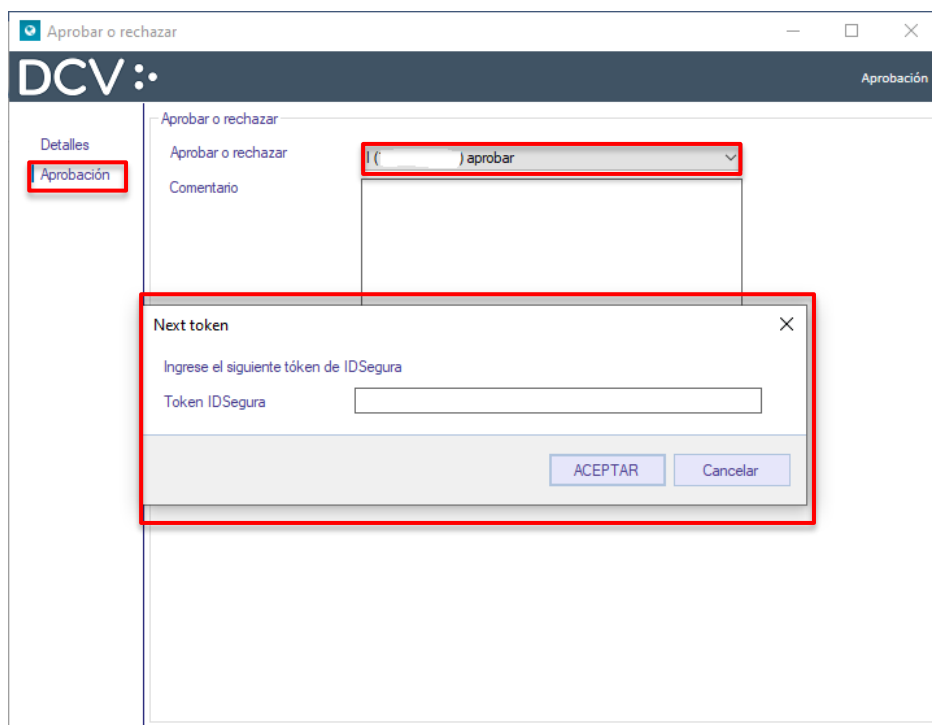 Aprobar o rechazar
DCV
Aprobación
Detalles
Aprobación
Aprobar o rechazar
Aprobar o rechazar
I ( ) aprobar
Comentario
Next token
Ingrese el siguiente tóken de IDSegura
Token IDSegura
ACEPTAR
Cancelar